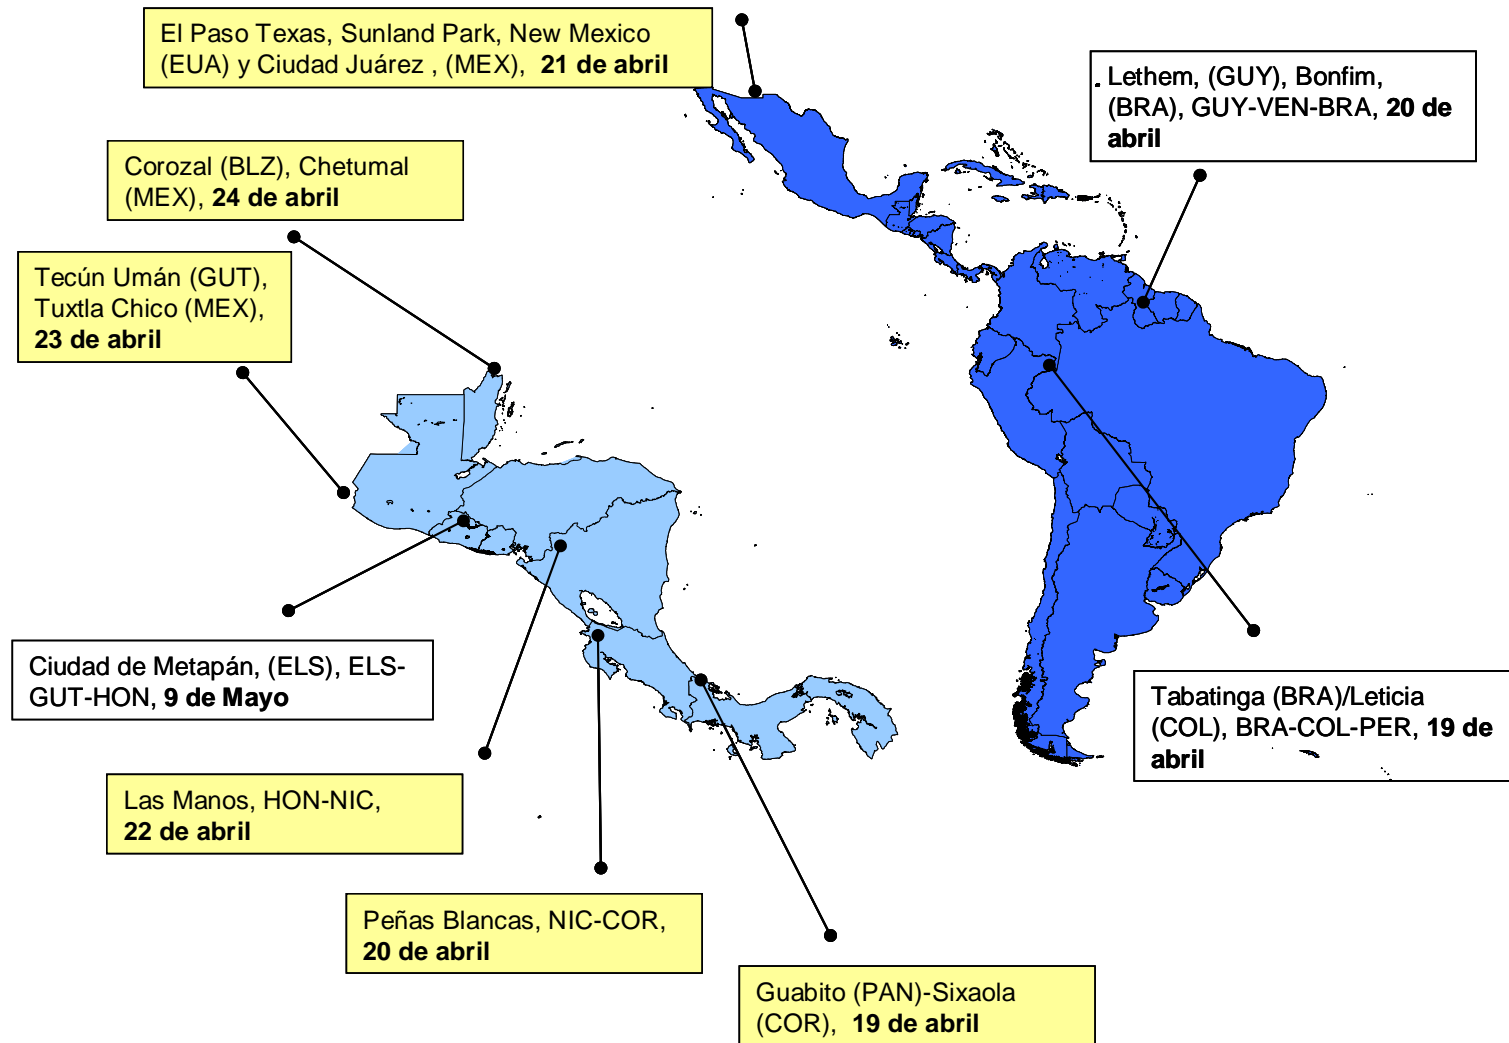 El Paso Texas, Sunland Park, New Mexico
(EUA) y Ciudad Juárez , (MEX), 21 de abril
Lethem, (GUY), Bonfim,
(BRA), GUY-VEN-BRA, 20 de
abril
Corozal (BLZ), Chetumal
(MEX), 24 de abril
Tecún Umán (GUT),
Tuxtla Chico (MEX),
23 de abril
Ciudad de Metapán, (ELS), ELS-
GUT-HON, 9 de Mayo
Tabatinga (BRA)/Leticia
(COL), BRA-COL-PER, 19 de
abril
Las Manos, HON-NIC,
22 de abril
Peñas Blancas, NIC-COR,
20 de abril
Guabito (PAN)-Sixaola
(COR), 19 de abril